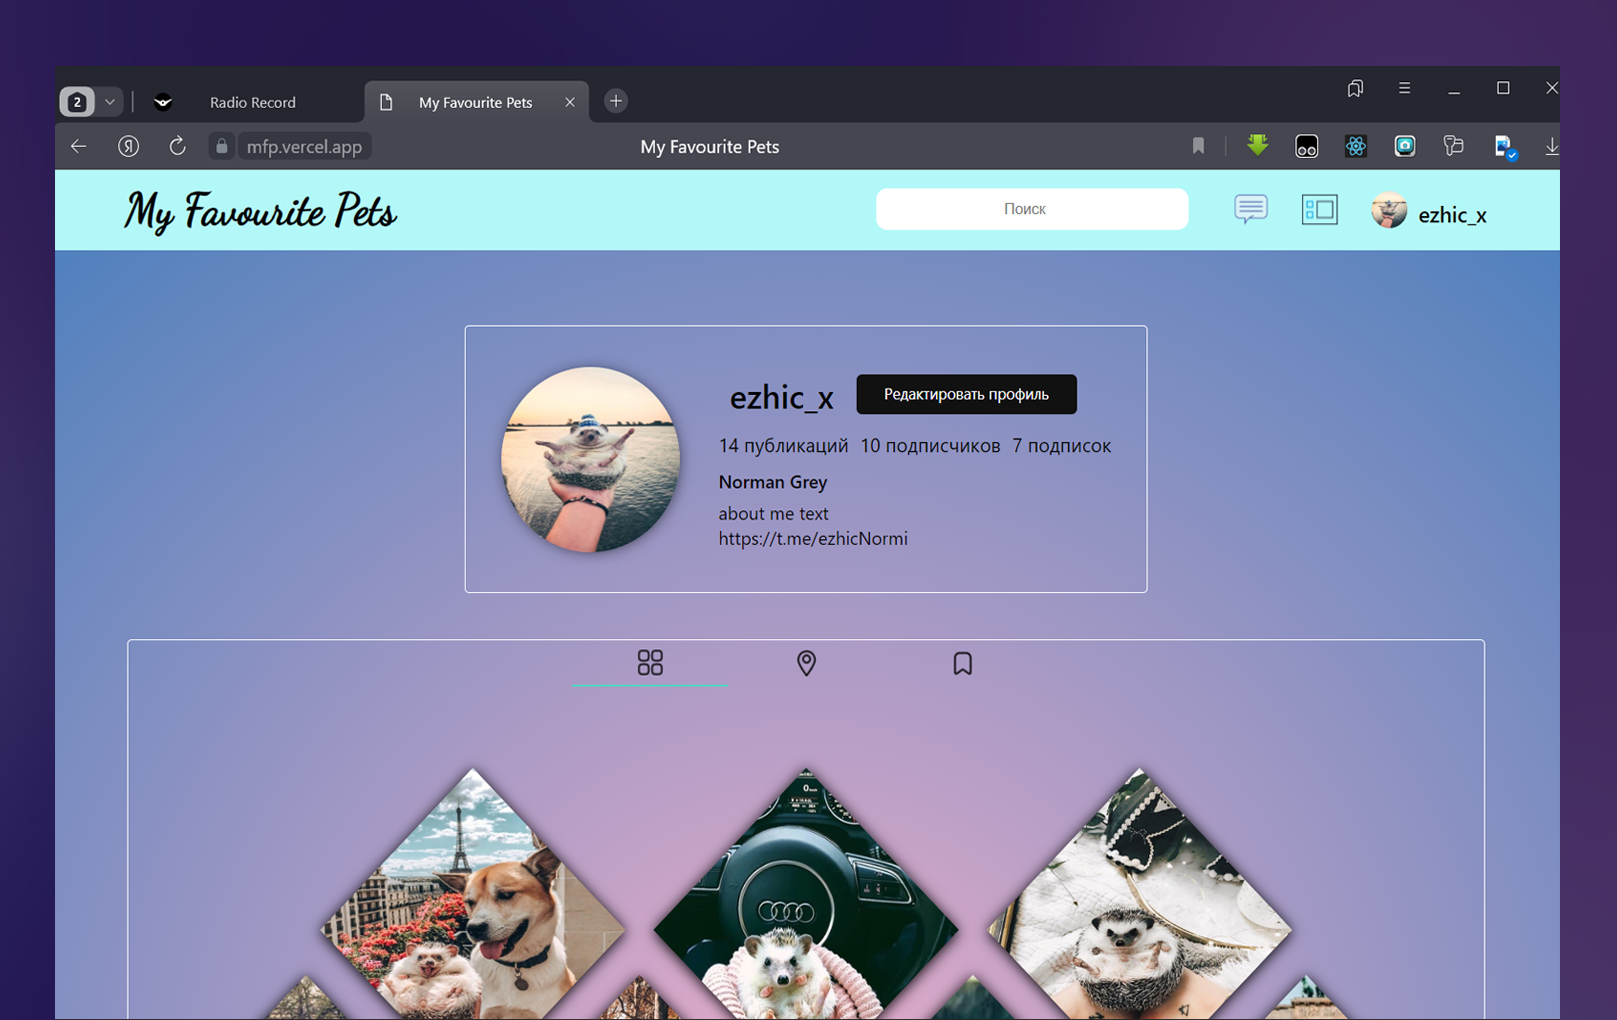 2
Radio Record
My Favourite Pets
Я
mfp.vercel.app
My Favourite Pets
My Favourite Pets
Поиск
ezhic_x
ezhic_x
Редактировать профиль
14 публикаций 10 подписчиков 7 подписок
Norman Grey
about me text
https://t.me/ezhicNormi
0